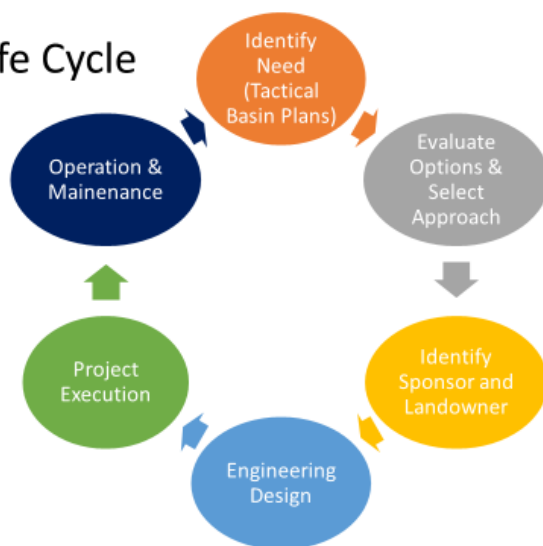 fe Cycle
Identify
Need
(Tactical
Basin Plans)
Evaluate
Options &
Select
Approach
Identify
Sponsor and
Landowner
Engineering
Design
Project
Execution
Operation &
Mainenance